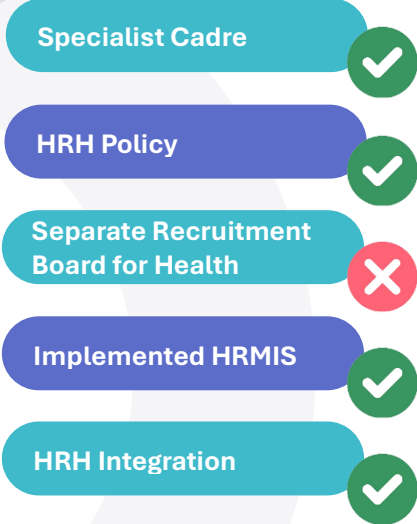 Specialist Cadre
HRH Policy
Separate Recruitment
Board for Health
Implemented HRMIS
HRH Integration